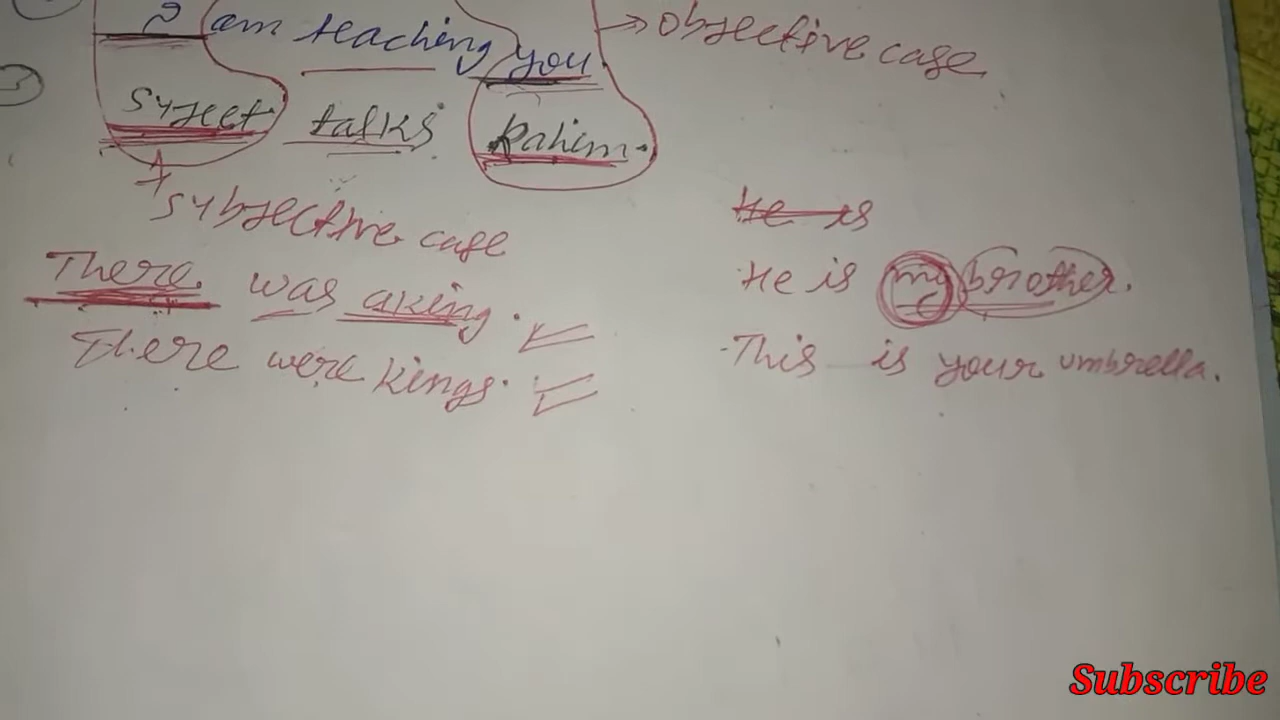 am teaching you
→ objective case
talks Rahim.
subjective case
There was a king.
There were kings.
He is
He is my brother.
This is your umbrella.
Subscribe